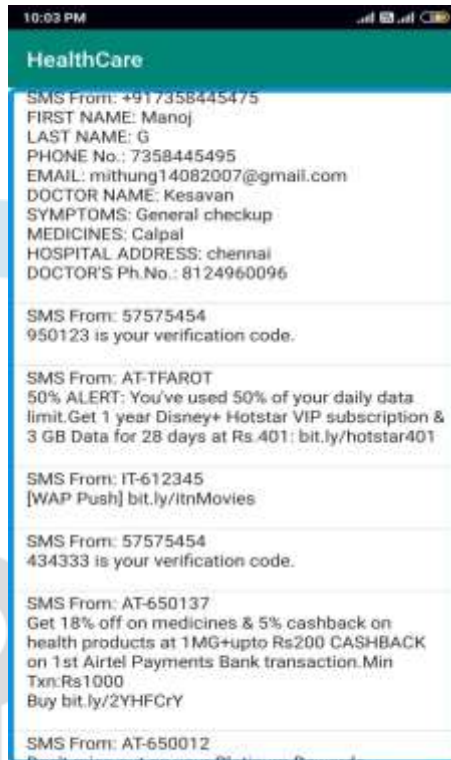 10:03 PM
HealthCare
SMS From: +917358445475
FIRST NAME: Manoj
LAST NAME: G
PHONE No.: 7358445495
EMAIL: mithung14082007@gmail.com
DOCTOR NAME: Kesavan
SYMPTOMS: General checkup
MEDICINES: Calpal
HOSPITAL ADDRESS: chennai
DOCTOR'S Ph.No.: 8124960096
SMS From: 57575454
950123 is your verification code.
SMS From: AT-TFAROT
50% ALERT: You've used 50% of your daily data
limit.Get 1 year Disney+ Hotstar VIP subscription &
3 GB Data for 28 days at Rs.401: bit.ly/hotstar401
SMS From: IT-612345
[WAP Push] bit.ly/itnMovies
SMS From: 57575454
434333 is your verification code.
SMS From: AT-650137
Get 18% off on medicines & 5% cashback on
health products at 1MG+upto Rs200 CASHBACK
on 1st Airtel Payments Bank transaction.Min
Txn:Rs1000
Buy bit.ly/2YHFCrY
SMS From: AT-650012